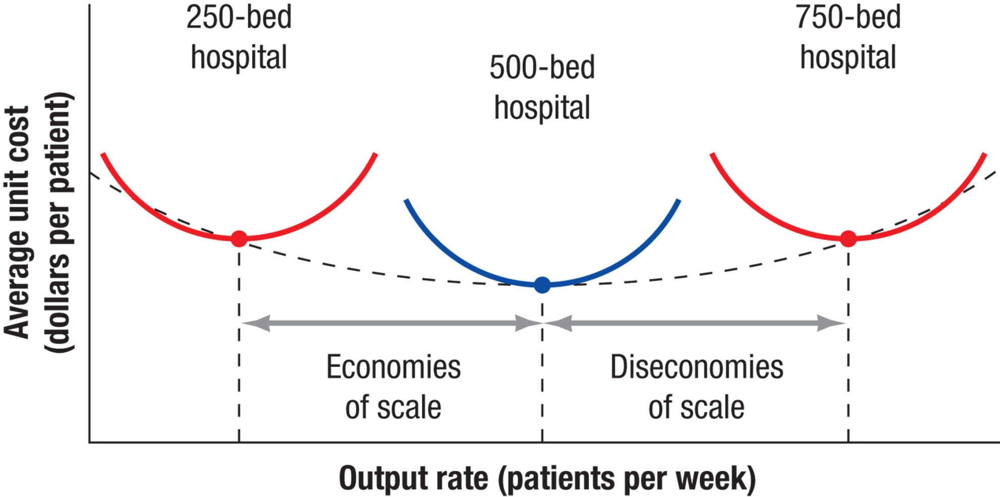 250-bed
hospital
500-bed
hospital
750-bed
hospital
Average unit cost
(dollars per patient)
Economies
of scale
Diseconomies
of scale
Output rate (patients per week)